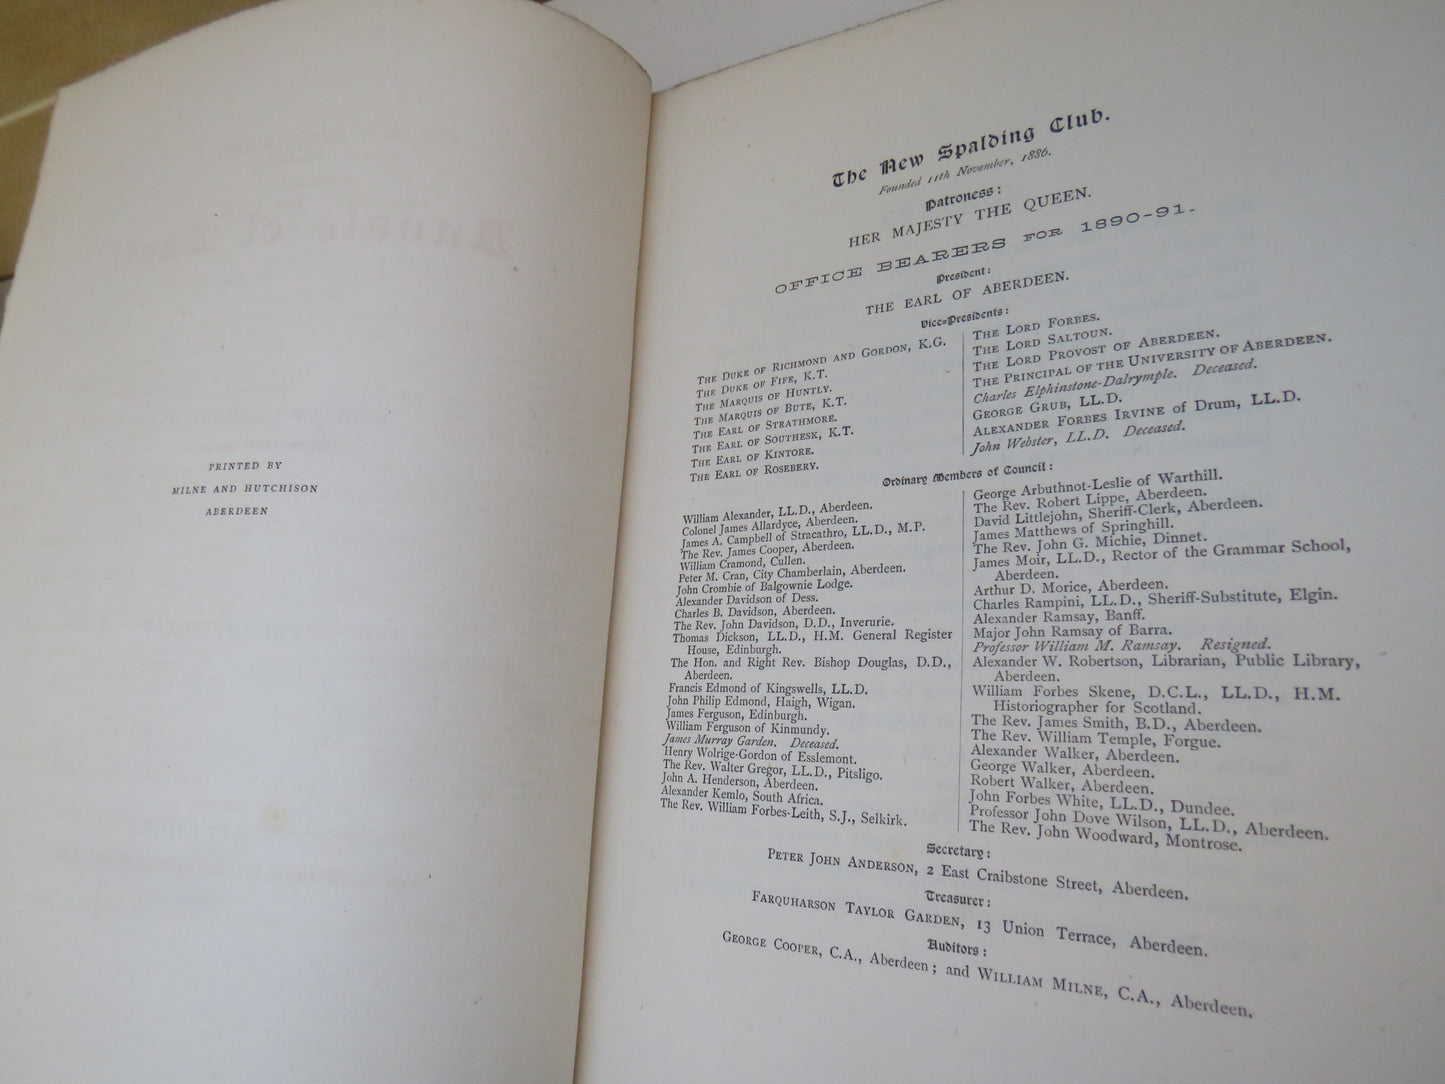 PRINTED BY
MILNE AND HUTCHISON
ABERDEEN
The New Spalding Club.
Founded 11th November, 1886.
Patroness:
HER MAJESTY THE QUEEN.
OFFICE BEARERS FOR 1890-91.
President:
THE EARL OF ABERDEEN.
Vice-Presidents:
THE DUKE OF RICHMOND AND GORDON, K.G.
THE DUKE OF FIFE, K.T.
THE MARQUIS OF HUNTLY.
THE MARQUIS OF BUTE, K.T.
THE EARL OF STRATHMORE.
THE EARL OF SOUTHESK, K.T.
THE EARL OF KINTORE.
THE EARL OF ROSEBERY.
THE LORD FORBES.
THE LORD SALTOUN.
THE LORD PROVOST OF ABERDEEN.
THE PRINCIPAL OF THE UNIVERSITY OF ABERDEEN.
Charles Elphinstone-Dalrymple. Deceased.
GEORGE GRUB, LL.D.
ALEXANDER FORBES IRVINE of Drum, LL.D.
John Webster, LL.D. Deceased.
Ordinary Members of Council:
William Alexander, LL.D., Aberdeen.
Colonel James Allardyce, Aberdeen.
James A. Campbell of Stracathro, LL.D., M.P.
The Rev. James Cooper, Aberdeen.
William Cramond, Cullen.
Peter M. Cran, City Chamberlain, Aberdeen.
John Crombie of Balgownie Lodge.
Alexander Davidson of Dess.
Charles B. Davidson, Aberdeen.
The Rev. John Davidson, D.D., Inverurie.
Thomas Dickson, LL.D., H.M. General Register
House, Edinburgh.
The Hon. and Right Rev. Bishop Douglas, D.D.,
Aberdeen.
Francis Edmond of Kingswells, LL.D.
John Philip Edmond, Haigh, Wigan.
James Ferguson, Edinburgh.
William Ferguson of Kinmundy.
James Murray Garden. Deceased.
Henry Wolrige-Gordon of Esslemont.
The Rev. Walter Gregor, LL.D., Pitsligo.
John A. Henderson, Aberdeen.
Alexander Kemlo, South Africa.
The Rev. William Forbes-Leith, S.J., Selkirk.
George Arbuthnot-Leslie of Warthill.
The Rev. Robert Lippe, Aberdeen.
David Littlejohn, Sheriff-Clerk, Aberdeen.
James Matthews of Springhill.
The Rev. John G. Michie, Dinnet.
James Moir, LL.D., Rector of the Grammar School,
Aberdeen.
Arthur D. Morice, Aberdeen.
Charles Rampini, LL.D., Sheriff-Substitute, Elgin.
Alexander Ramsay, Banff.
Major John Ramsay of Barra.
Professor William M. Ramsay. Resigned.
Alexander W. Robertson, Librarian, Public Library,
Aberdeen.
William Forbes Skene, D.C.L., LL.D., H.M.
Historiographer for Scotland.
The Rev. James Smith, B.D., Aberdeen.
The Rev. William Temple, Forgue.
Alexander Walker, Aberdeen.
George Walker, Aberdeen.
Robert Walker, Aberdeen.
John Forbes White, LL.D., Dundee.
Professor John Dove Wilson, LL.D., Aberdeen.
The Rev. John Woodward, Montrose.
Secretary:
PETER JOHN ANDERSON, 2 East Craibstone Street, Aberdeen.
Treasurer:
FARQUHARSON TAYLOR GARDEN, 13 Union Terrace, Aberdeen.
Auditors:
GEORGE COOPER, C.A., Aberdeen; and WILLIAM MILNE, C.A., Aberdeen.